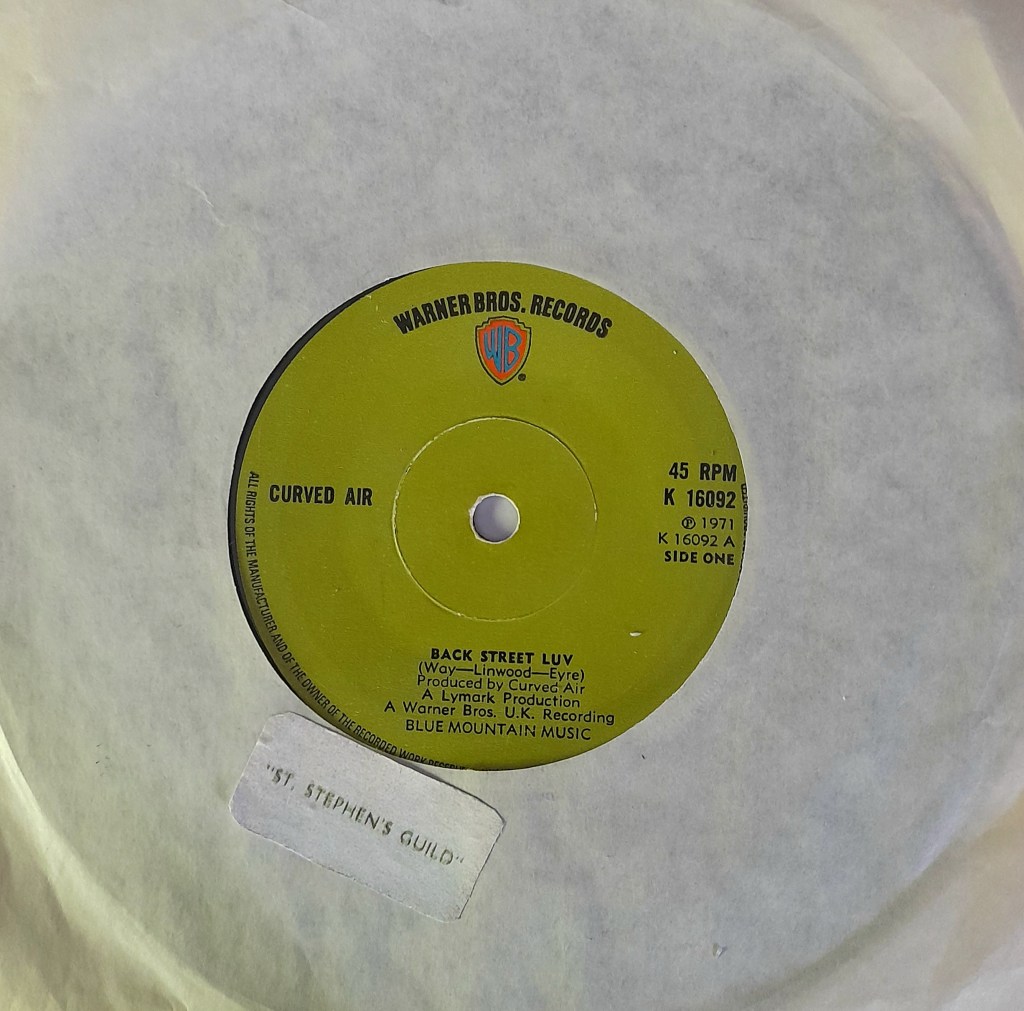 WARNER BROS. RECORDS
WB
®
CURVED AIR
45 RPM
K 16092
℗ 1971
K 16092 A
SIDE ONE
BACK STREET LUV
(Way—Linwood—Eyre)
Produced by Curved Air
A Lymark Production
A Warner Bros. U.K. Recording
BLUE MOUNTAIN MUSIC
ALL RIGHTS OF THE MANUFACTURER AND OF THE OWNER OF THE RECORDED WORK
"ST. STEPHEN'S GUILD"